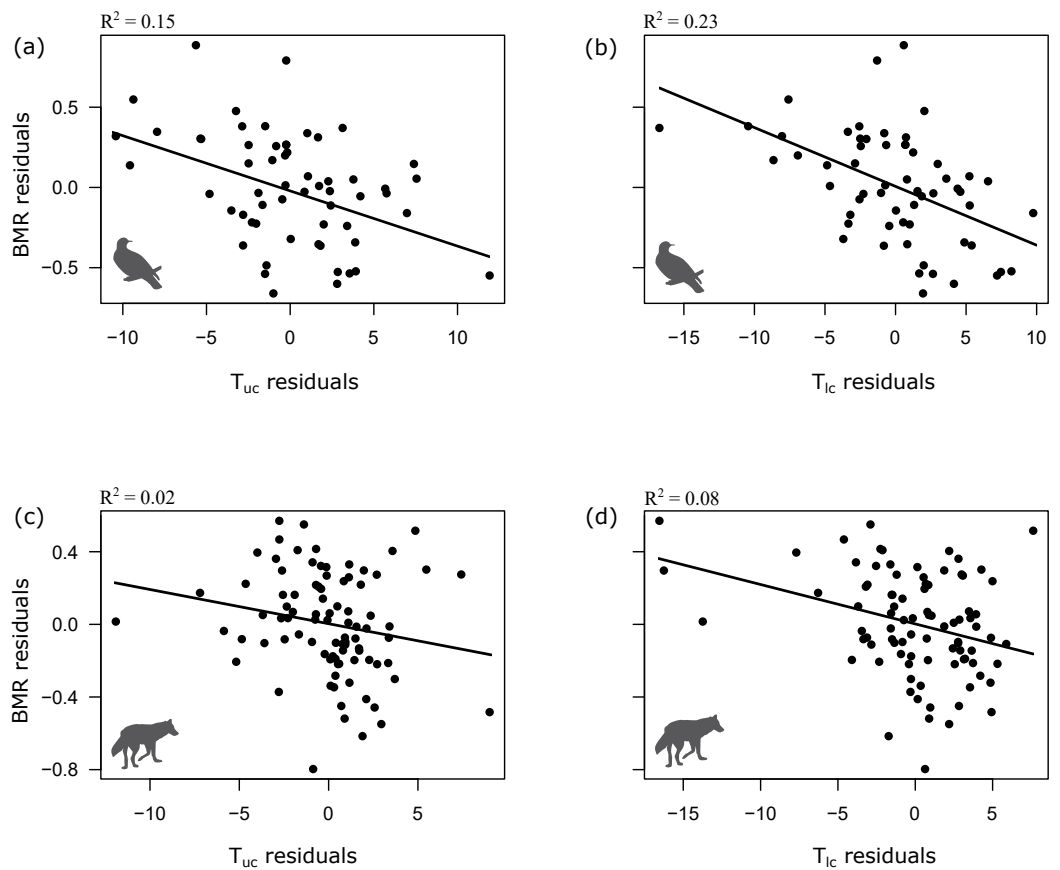 R² = 0.15
(a)
BMR residuals
0.5
0.0
−0.5
−10 −5 0 5 10
Tuc residuals
R² = 0.23
(b)
−15 −10 −5 0 5 10
Tlc residuals
R² = 0.02
(c)
BMR residuals
0.4
0.0
−0.4
−0.8
−10 −5 0 5
Tuc residuals
R² = 0.08
(d)
−15 −10 −5 0 5
Tlc residuals